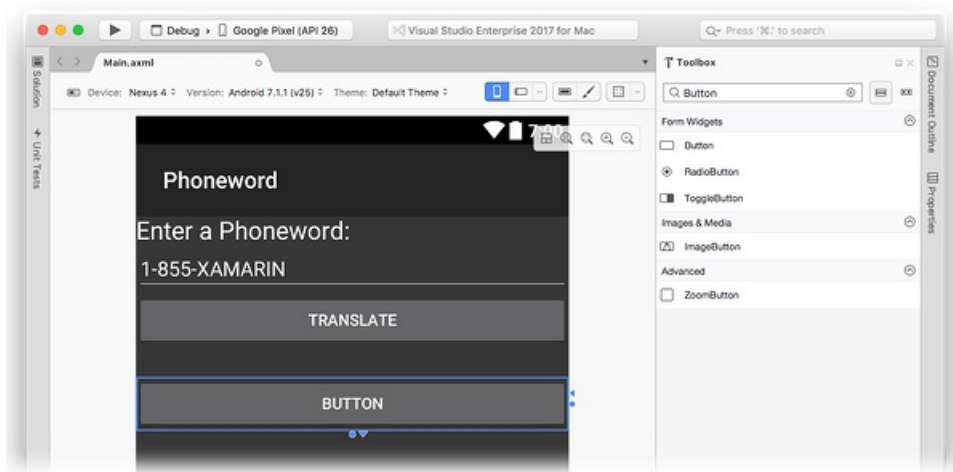 Debug › Google Pixel (API 26)
Visual Studio Enterprise 2017 for Mac
Press '⌘.' to search
Main.axml
Device: Nexus 4 Version: Android 7.1.1 (v25) Theme: Default Theme
Solution
Unit Tests
7:00
Phoneword
Enter a Phoneword:
1-855-XAMARIN
TRANSLATE
BUTTON
Toolbox
Button
Form Widgets
Button
RadioButton
ToggleButton
Images & Media
ImageButton
Advanced
ZoomButton
Document Outline
Properties